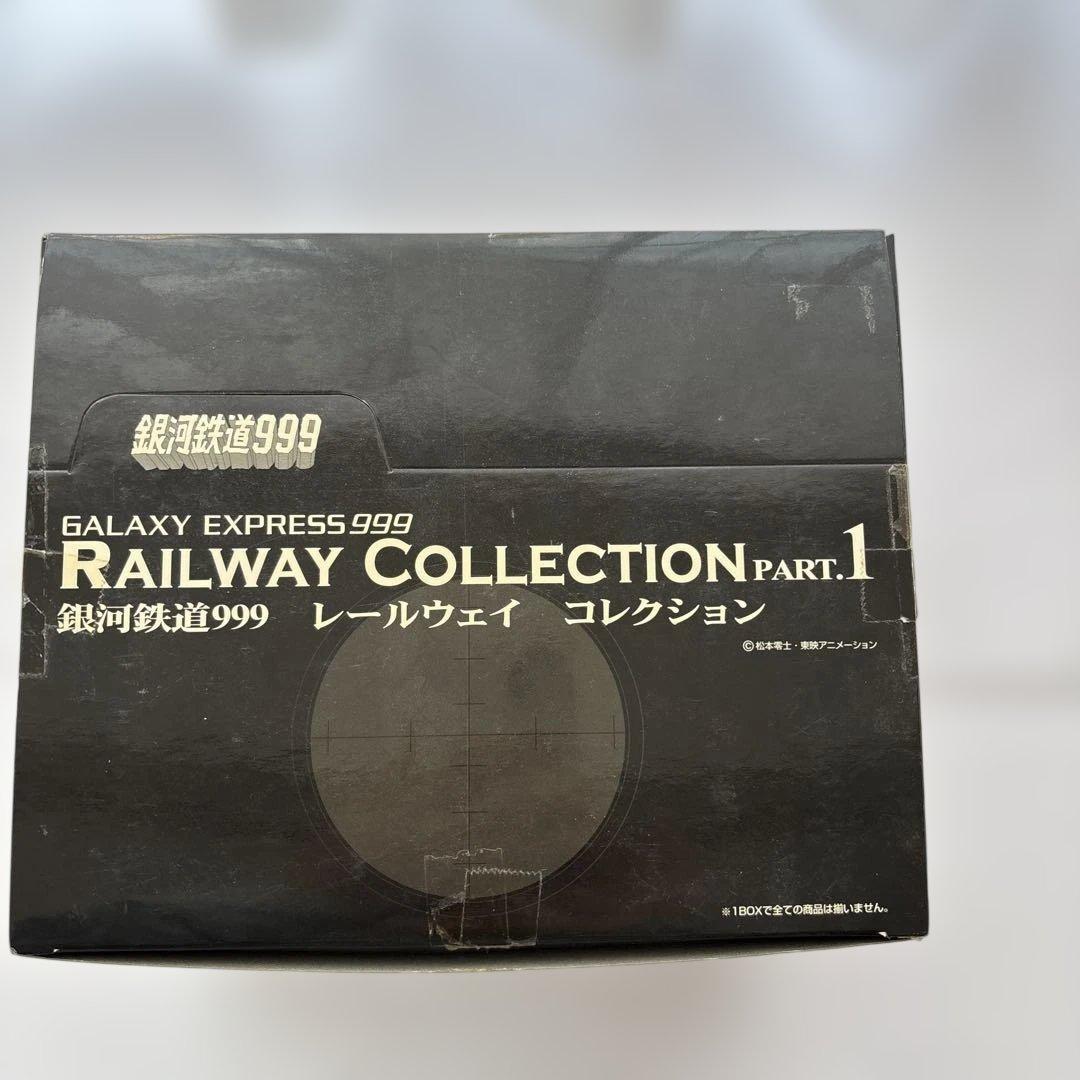 銀河鉄道999
GALAXY EXPRESS 999
RAILWAY COLLECTION PART.1
銀河鉄道999 レールウェイ コレクション
©松本零士・東映アニメーション
※1BOXで全ての商品は揃いません。